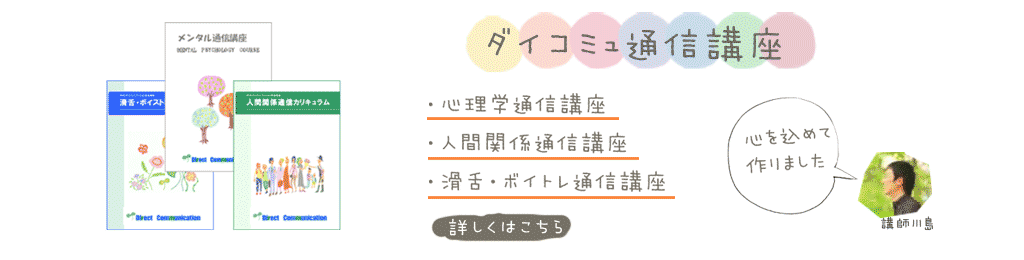 メンタル通信講座
MENTAL PSYCHOLOGY COURSE
Direct Communication
滑舌・ボイスト
Direct Communication
人間関係通信カリキュラム
Direct Communication
ダイコミュ通信講座
・心理学通信講座
・人間関係通信講座
・滑舌・ボイトレ通信講座
詳しくはこちら
心を込めて
作りました
講師川島